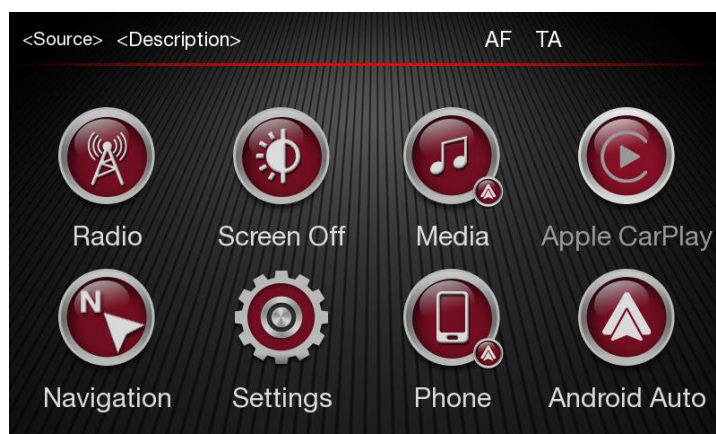 <Source> <Description> AF TA
Radio Screen Off Media Apple CarPlay
N
Navigation Settings Phone Android Auto